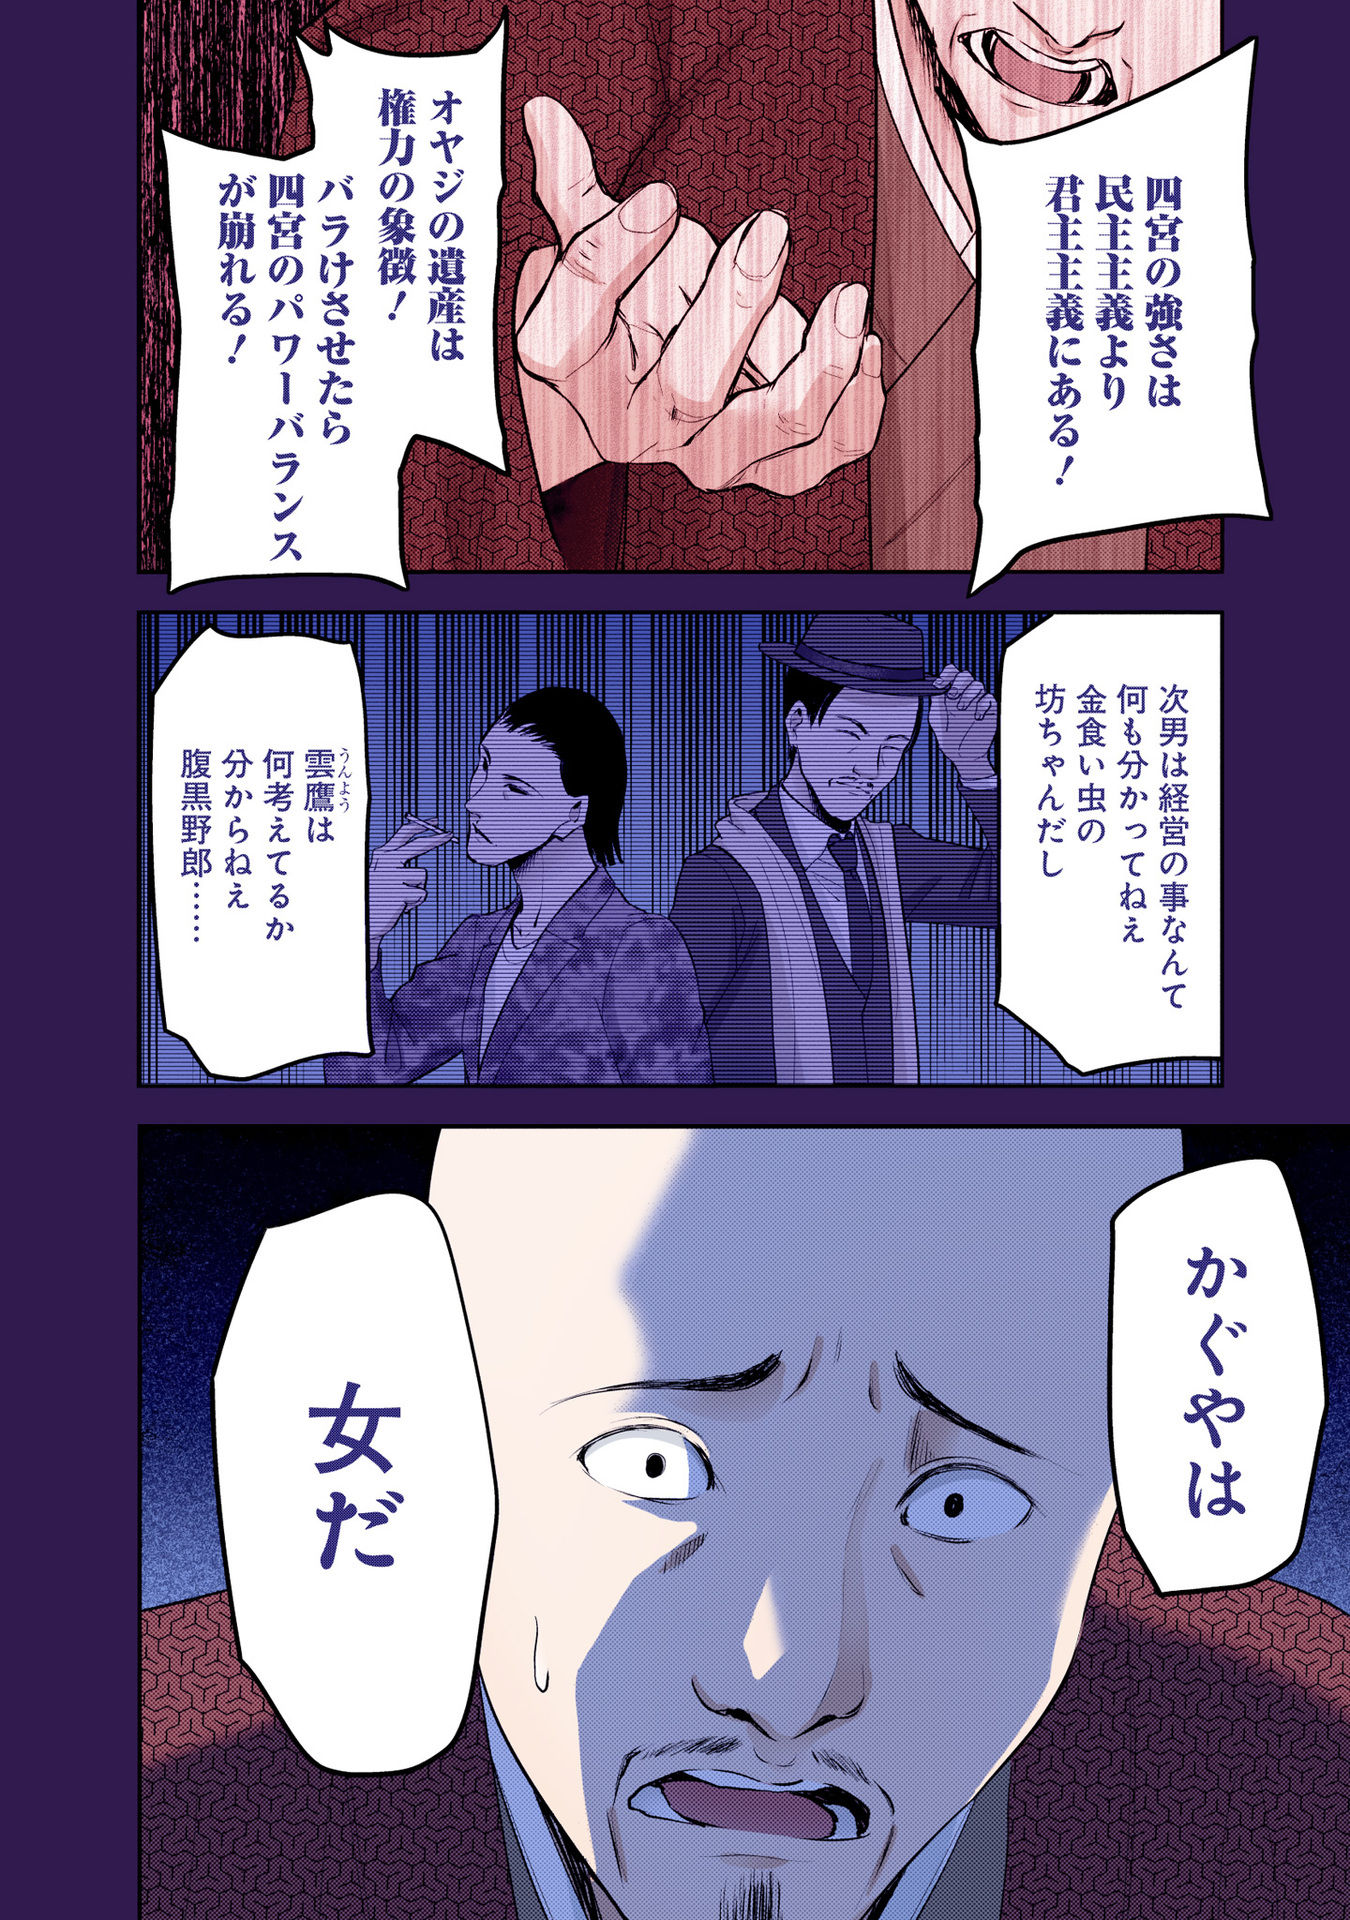 四宮の強さは
民主主義より
君主主義にある！
オヤジの遺産は
権力の象徴！
バラけさせたら
四宮のパワーバランス
が崩れる！
次男は経営の事なんて
何も分かってねえ
金食い虫の
坊ちゃんだし
雲鷹は
うんよう
何考えてるか
分からねえ
腹黒野郎……
かぐやは
女だ